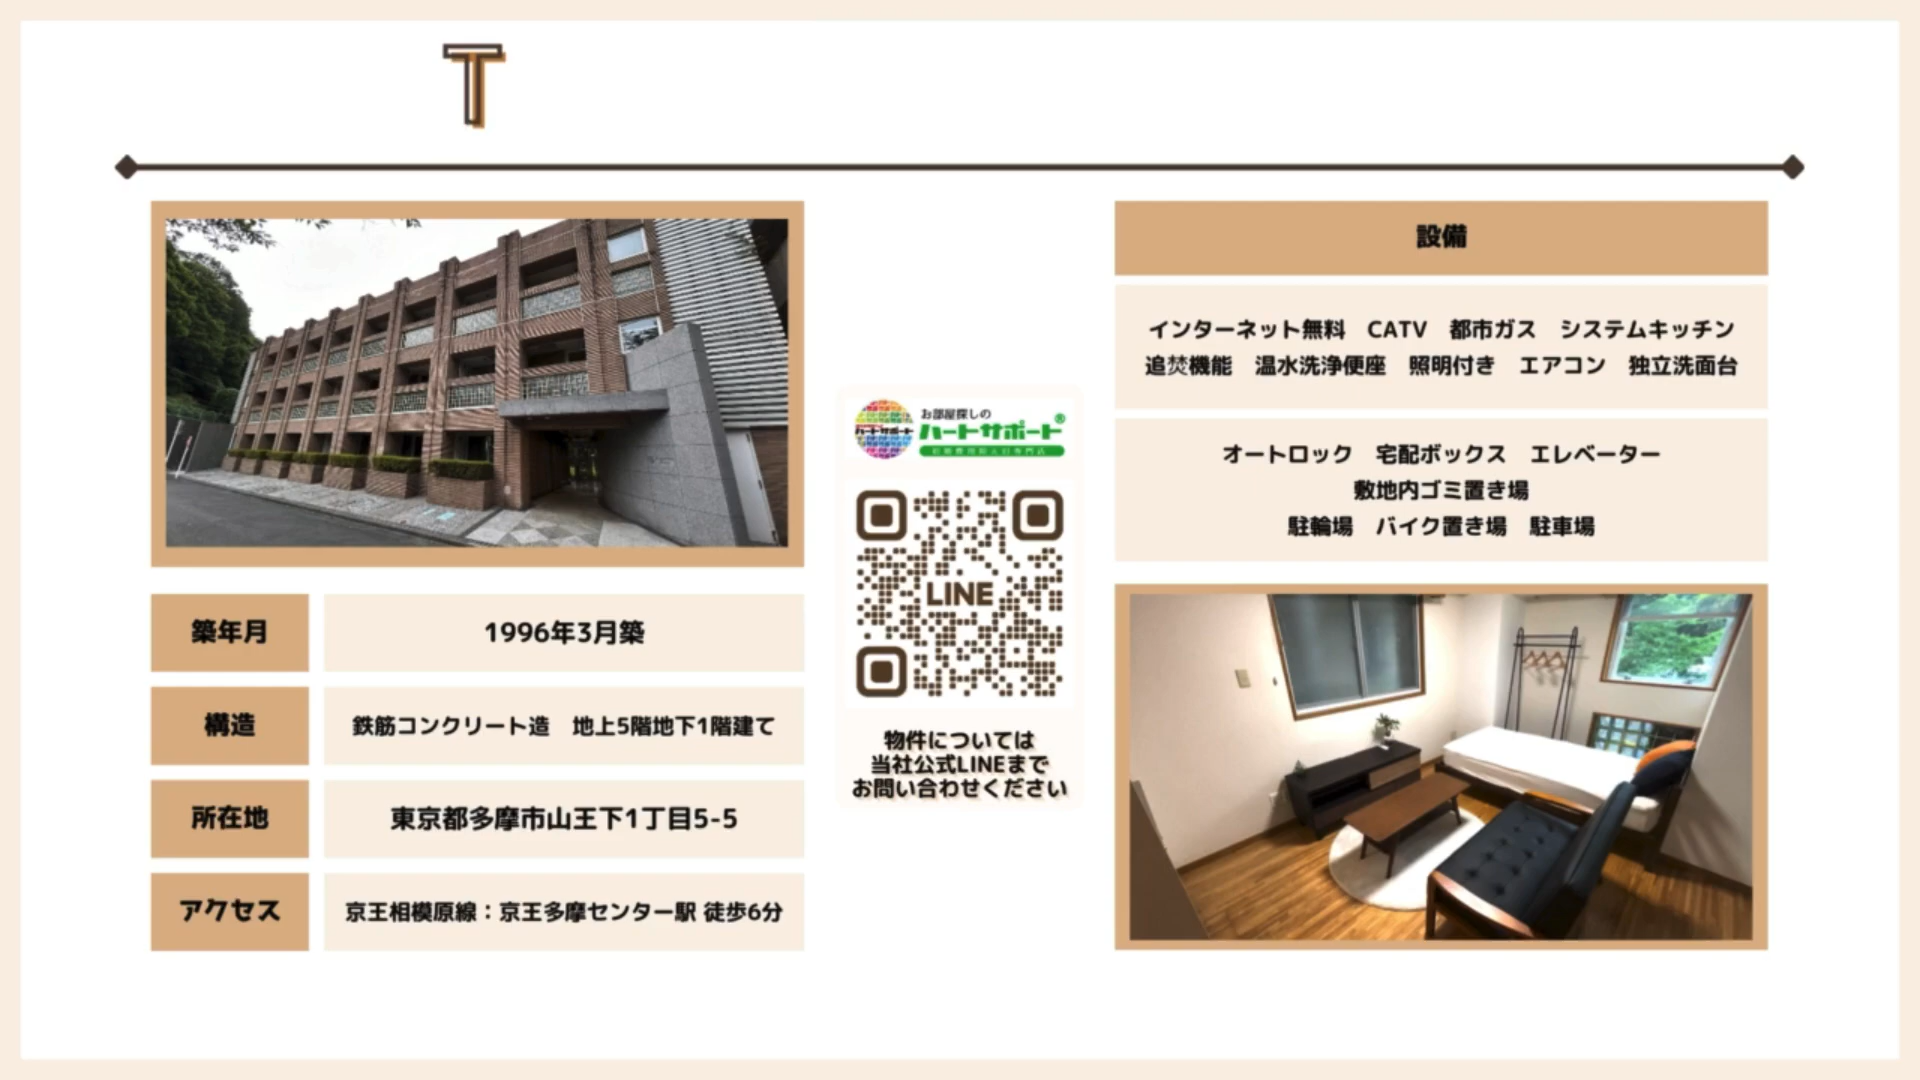 T
築年月
1996年3月築
構造
鉄筋コンクリート造　地上5階地下1階建て
所在地
東京都多摩市山王下1丁目5-5
アクセス
京王相模原線：京王多摩センター駅 徒歩6分
お部屋探しの
ハートサポート®
ハートサポート
LINE
物件については
当社公式LINEまで
お問い合わせください
設備
インターネット無料　CATV　都市ガス　システムキッチン
追焚機能　温水洗浄便座　照明付き　エアコン　独立洗面台
オートロック　宅配ボックス　エレベーター
敷地内ゴミ置き場
駐輪場　バイク置き場　駐車場